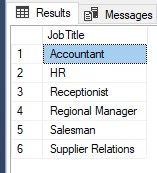 Results Messages
JobTitle
1 Accountant
2 HR
3 Receptionist
4 Regional Manager
5 Salesman
6 Supplier Relations